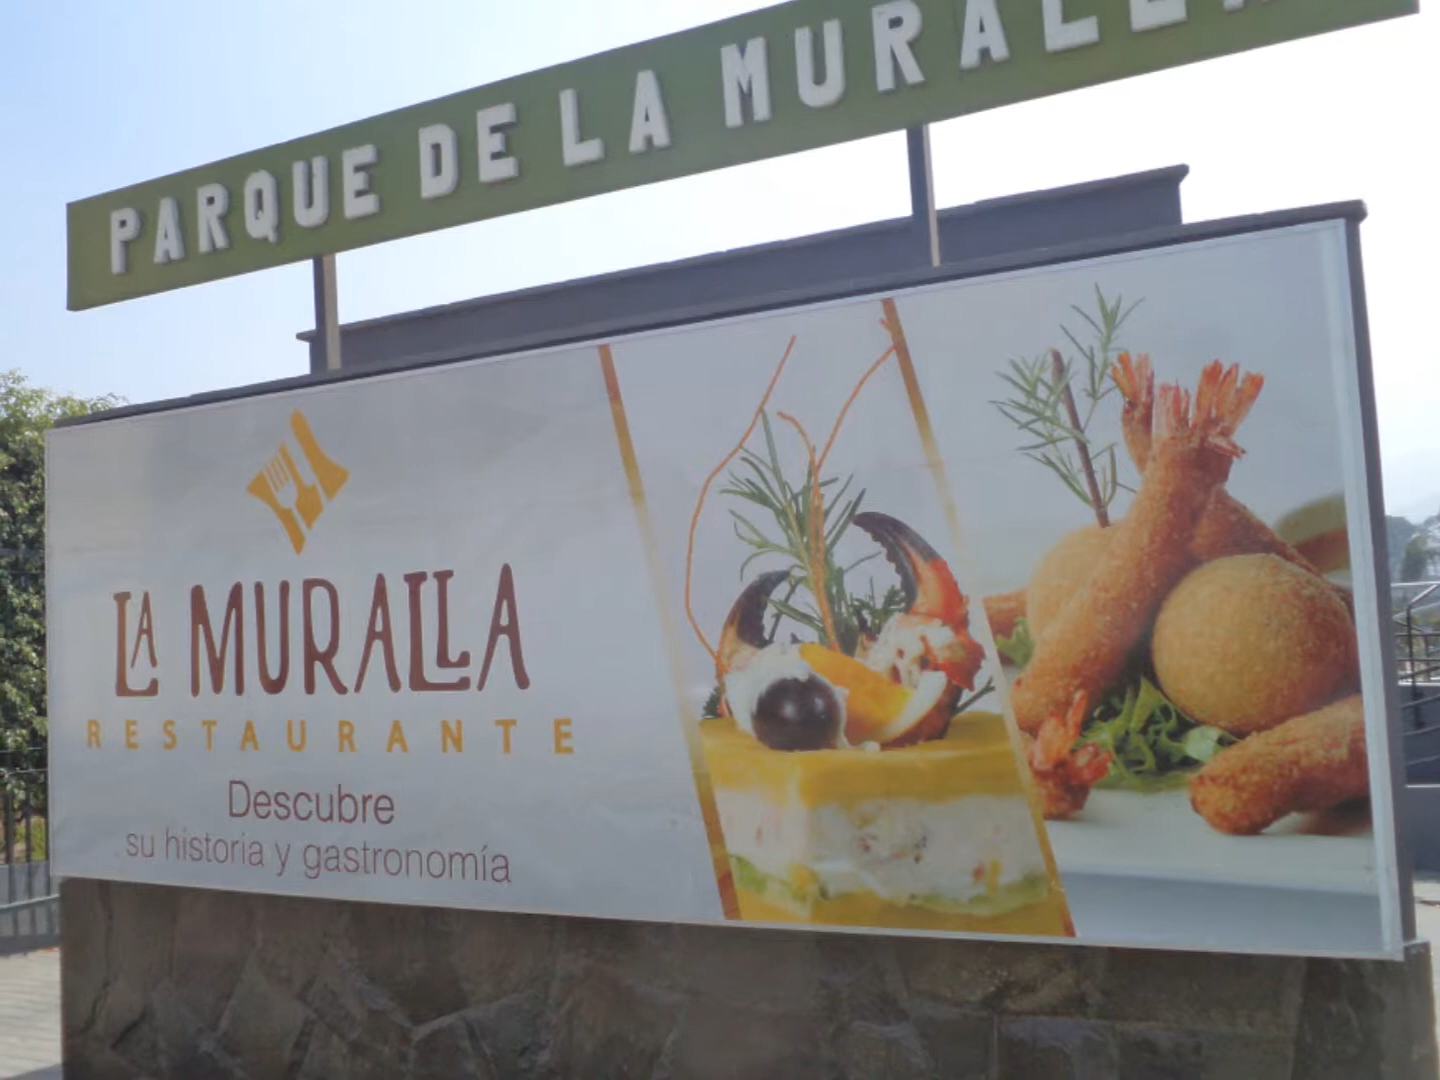 PARQUE DE LA MURALLA
LA MURALLA
RESTAURANTE
Descubre
su historia y gastronomía